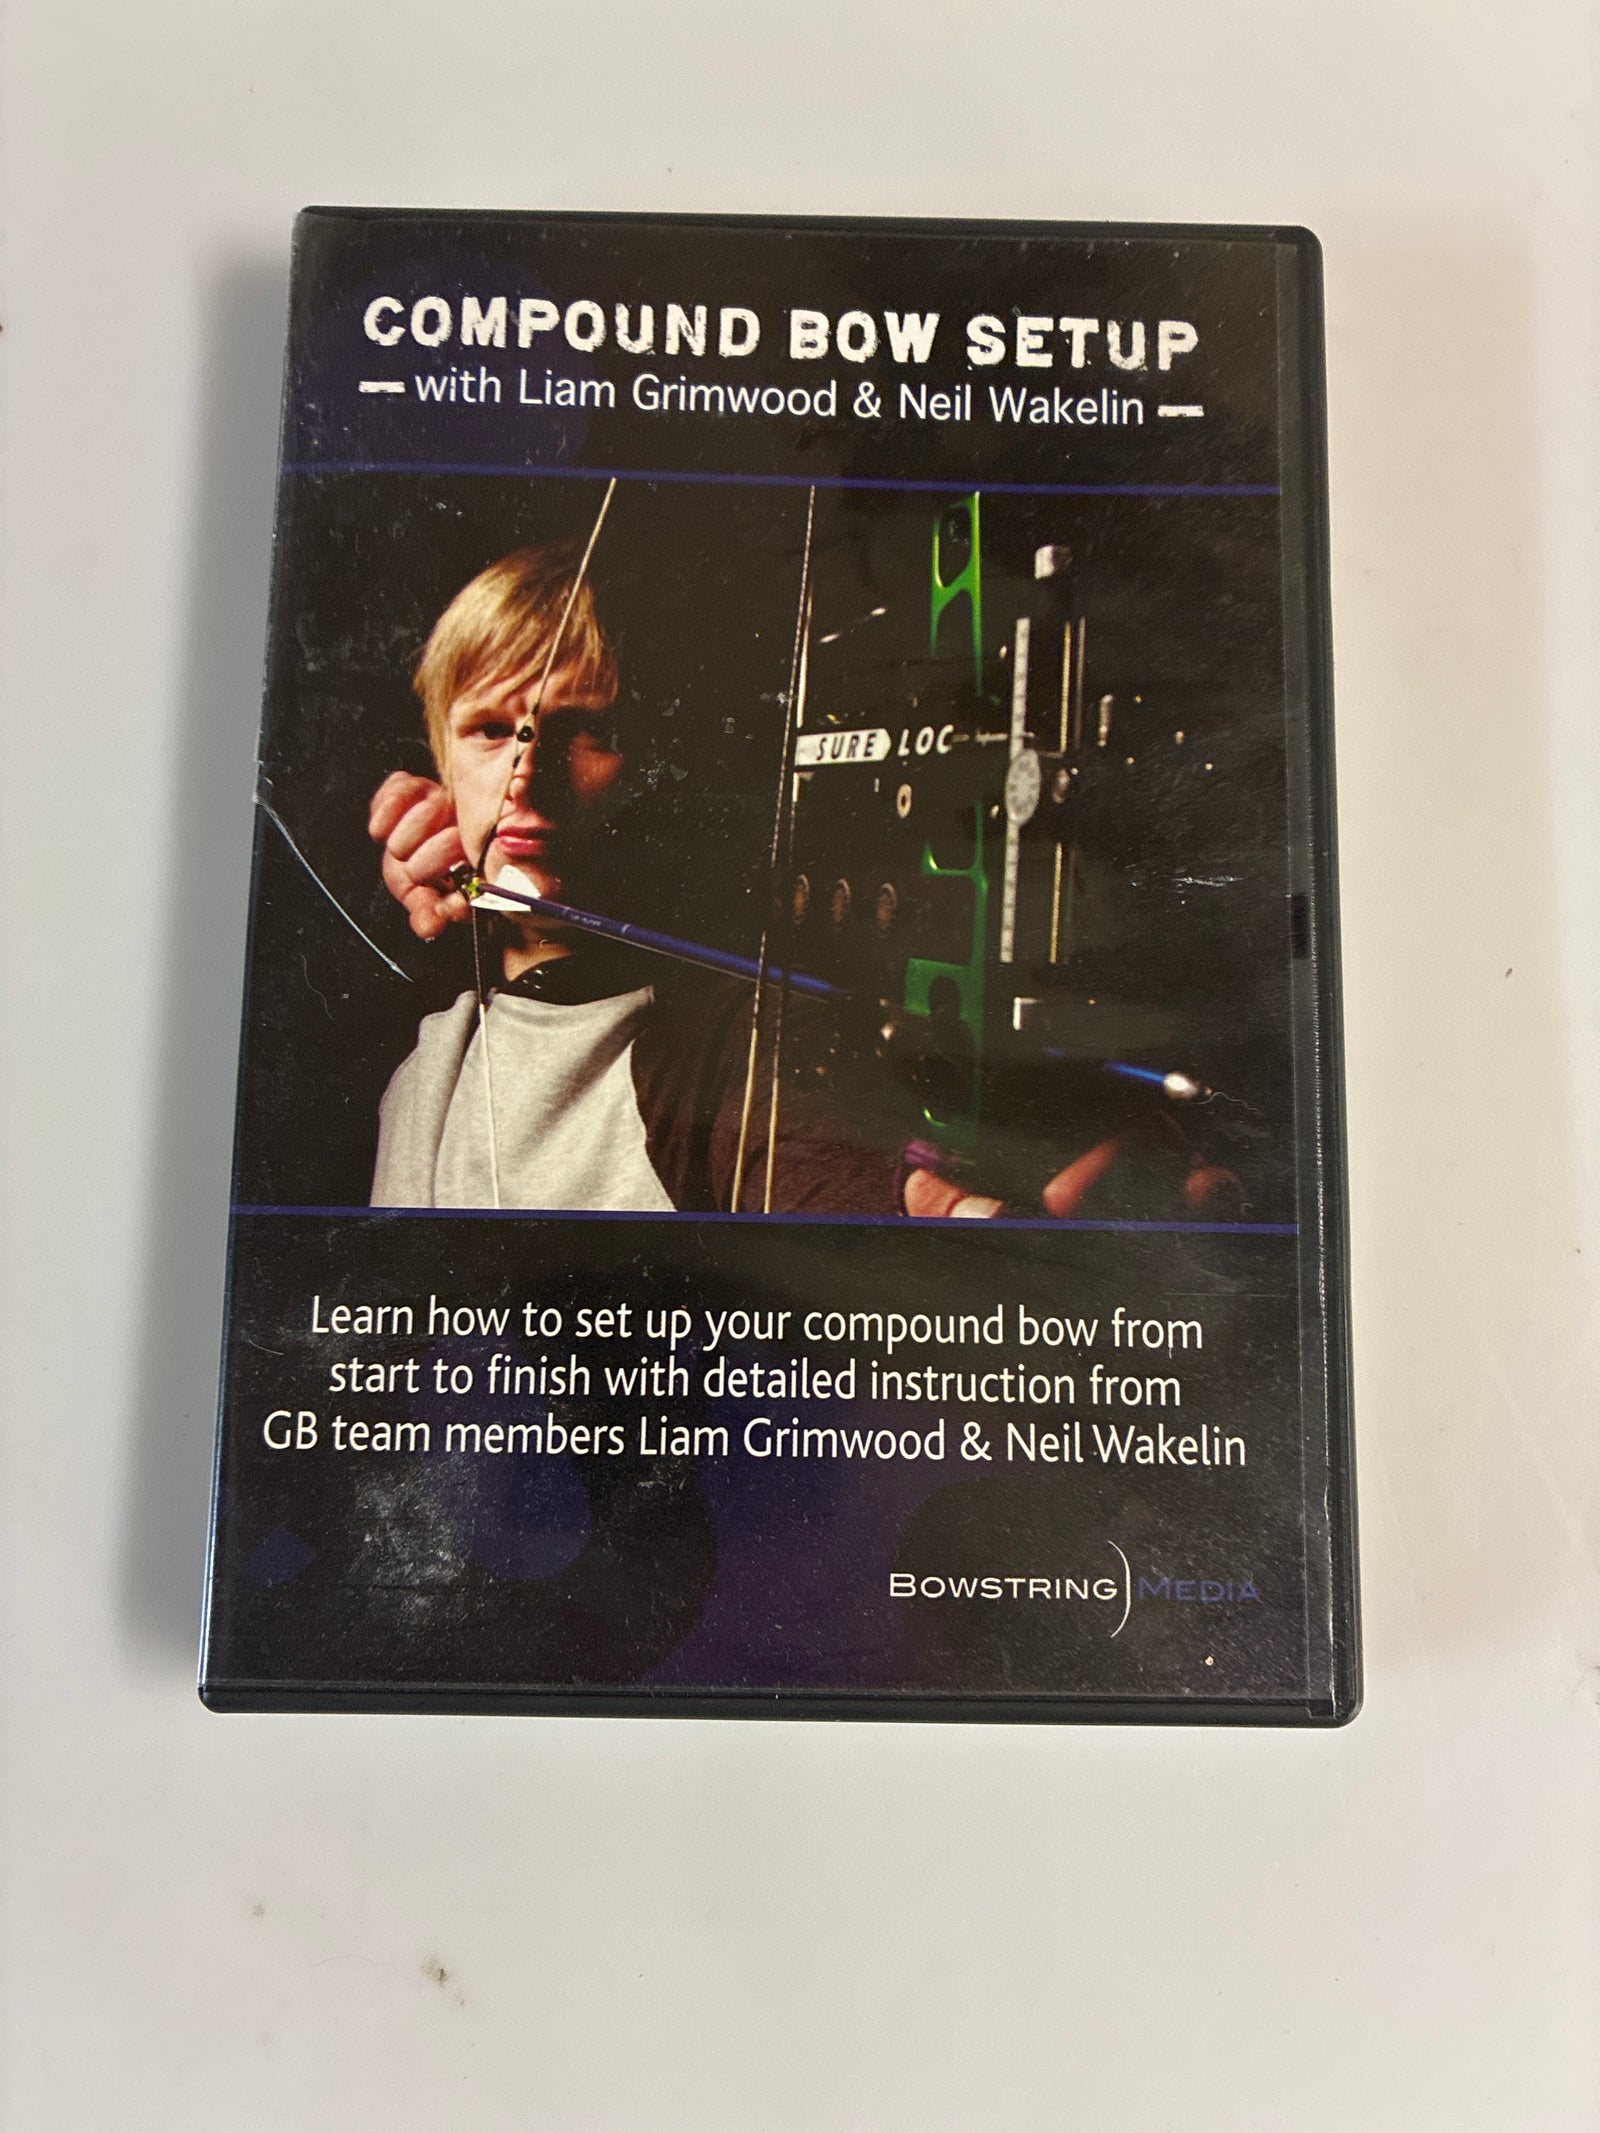 COMPOUND BOW SETUP
— with Liam Grimwood & Neil Wakelin —
SURE LOC
Learn how to set up your compound bow from
start to finish with detailed instruction from
GB team members Liam Grimwood & Neil Wakelin
BOWSTRING MEDIA